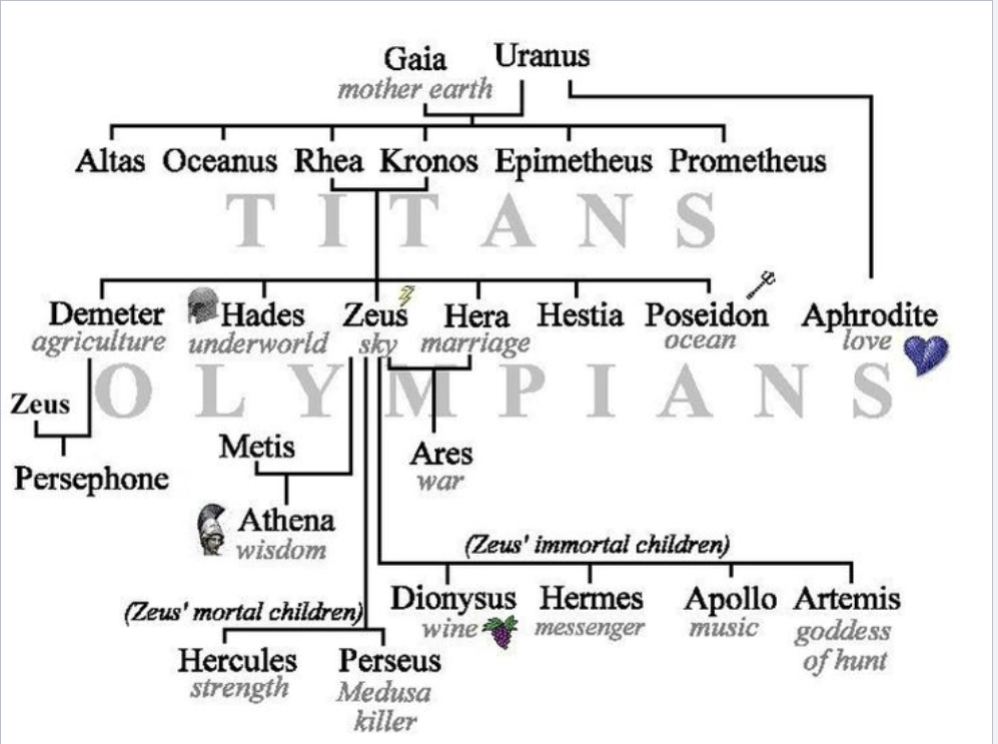 Gaia Uranus
mother earth
Altas Oceanus Rhea Kronos Epimetheus Prometheus
TITANS
Demeter Hades Zeus Hera Hestia Poseidon Aphrodite
agriculture underworld sky marriage ocean love
OLYMPIANS
Zeus
Metis
Ares
Persephone
war
Athena
wisdom
(Zeus' immortal children)
Dionysus Hermes Apollo Artemis
(Zeus' mortal children)
wine messenger music goddess
of hunt
Hercules Perseus
strength Medusa
killer